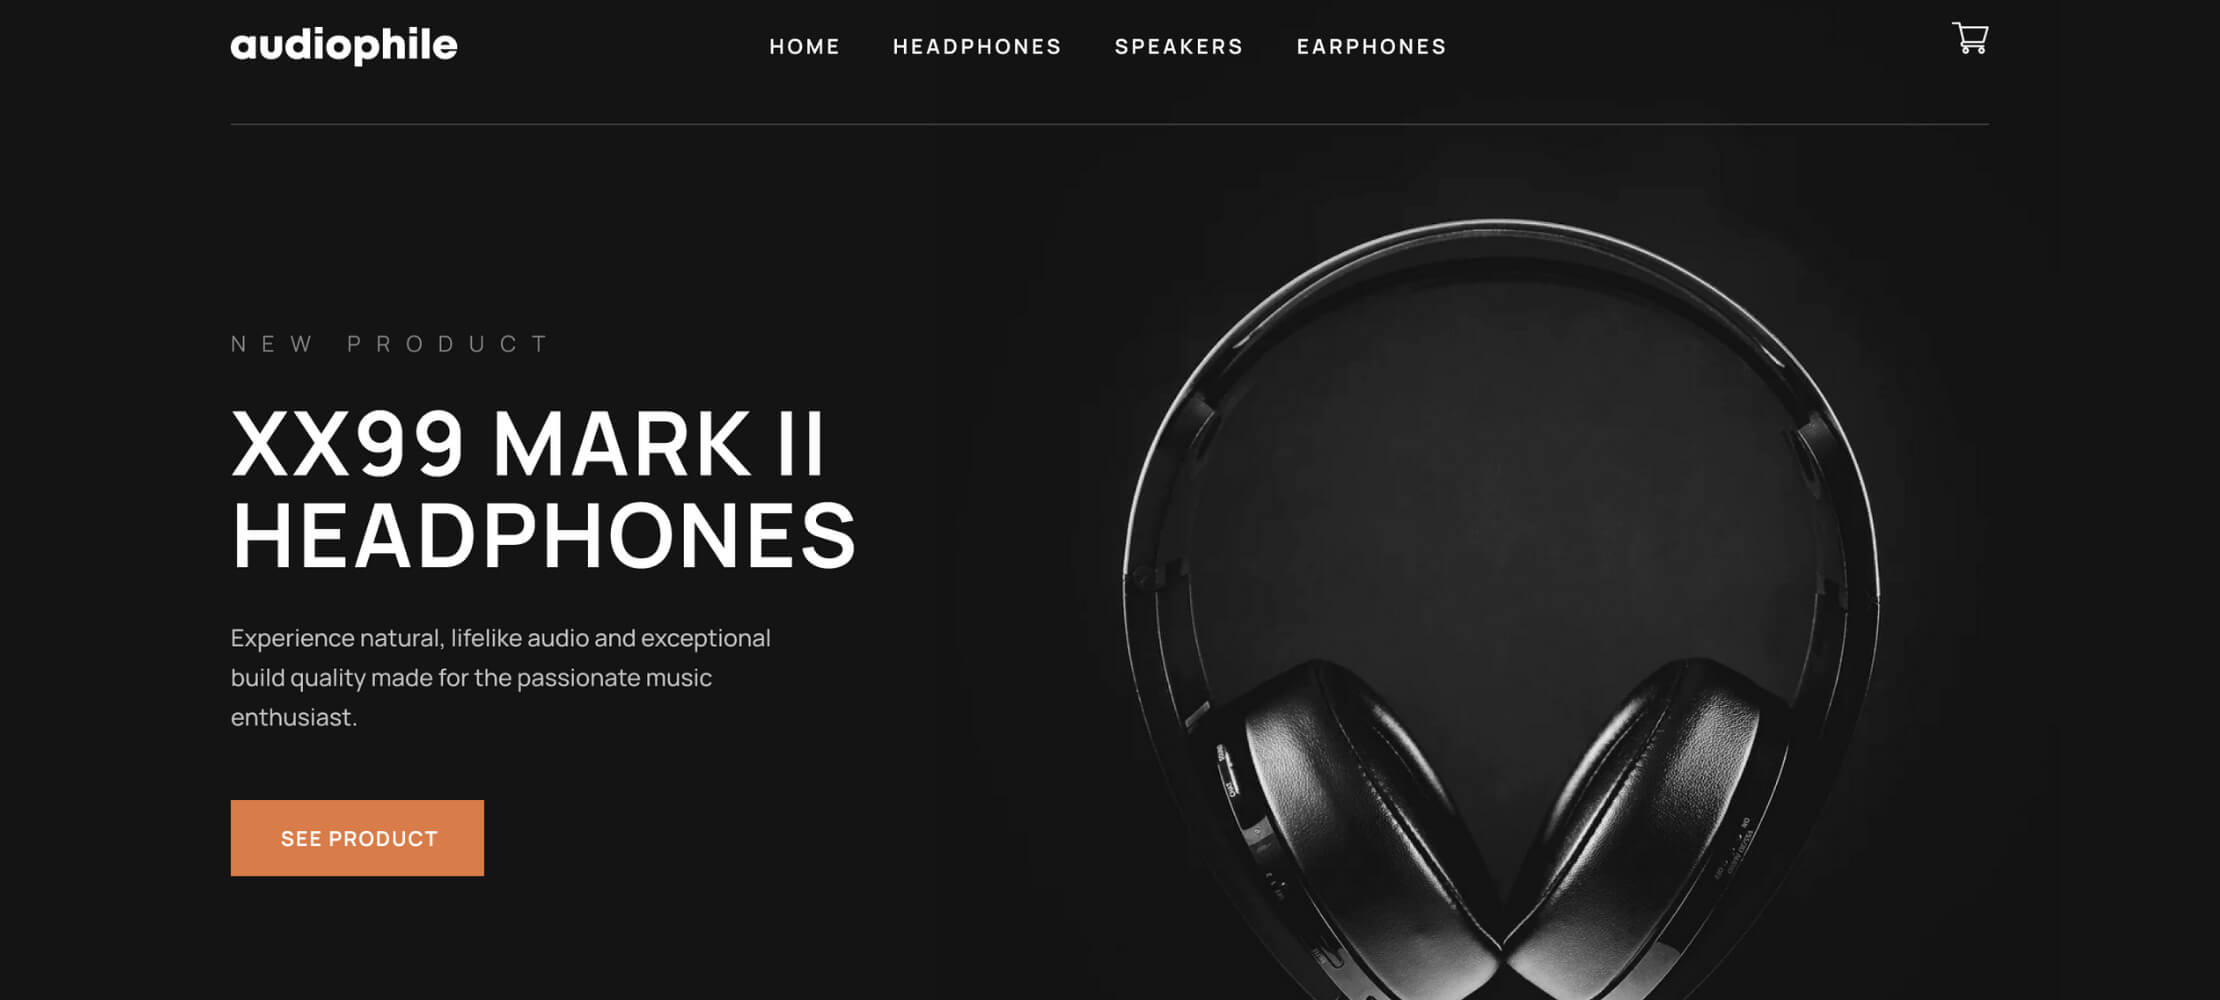 audiophile
HOME HEADPHONES SPEAKERS EARPHONES
NEW PRODUCT
XX99 MARK II
HEADPHONES
Experience natural, lifelike audio and exceptional
build quality made for the passionate music
enthusiast.
SEE PRODUCT